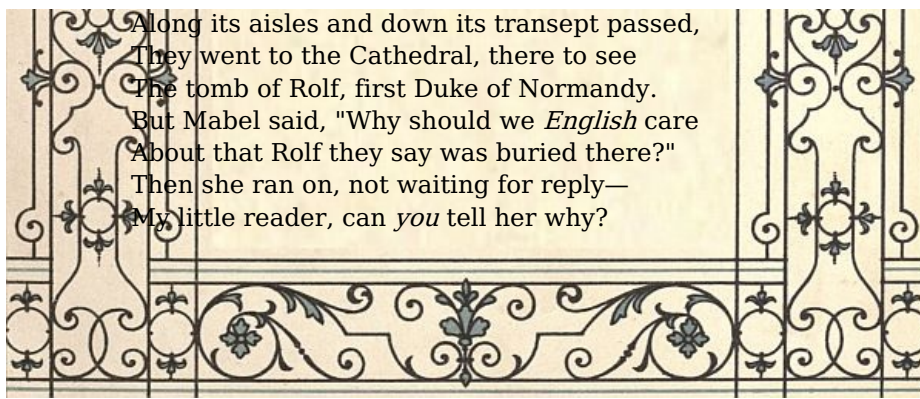 Along its aisles and down its transept passed,
They went to the Cathedral, there to see
The tomb of Rolf, first Duke of Normandy.
But Mabel said, "Why should we English care
About that Rolf they say was buried there?"
Then she ran on, not waiting for reply—
My little reader, can you tell her why?